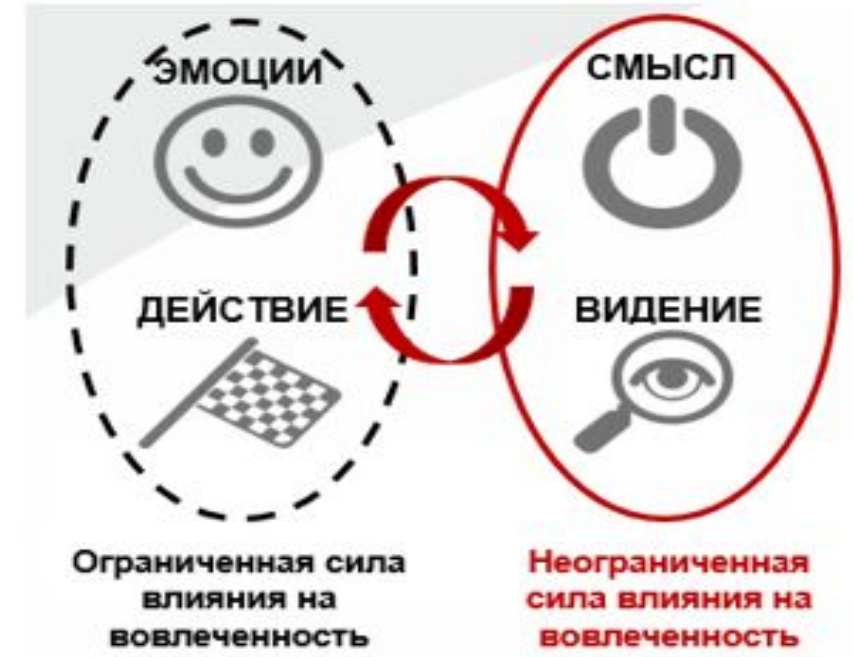 ЭМОЦИИ
ДЕЙСТВИЕ
Ограниченная сила
влияния на
вовлеченность
СМЫСЛ
ВИДЕНИЕ
Неограниченная
сила влияния на
вовлеченность